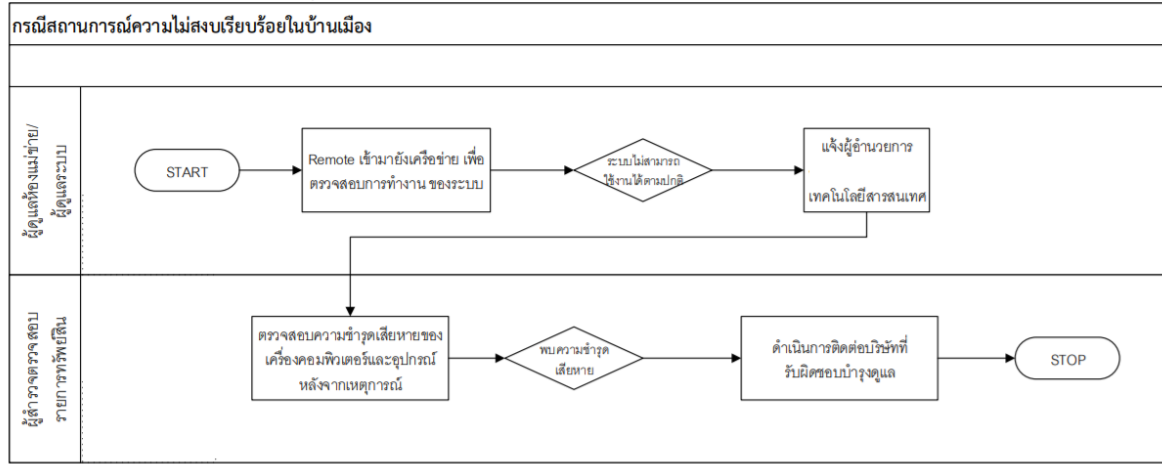 กรณีสถานการณ์ความไม่สงบเรียบร้อยในบ้านเมือง
ผู้ดูแลห้องแม่ข่าย/
ผู้ดูแลระบบ
START
Remote เข้ามายังเครือข่าย เพื่อ
ตรวจสอบการทำงาน ของระบบ
ระบบไม่สามารถ
ใช้งานได้ตามปกติ
แจ้งผู้อำนวยการ
เทคโนโลยีสารสนเทศ
ผู้สำรวจตรวจสอบ
รายการทรัพย์สิน
ตรวจสอบความชำรุดเสียหายของ
เครื่องคอมพิวเตอร์และอุปกรณ์
หลังจากเหตุการณ์
พบความชำรุด
เสียหาย
ดำเนินการติดต่อบริษัทที่
รับผิดชอบบำรุงดูแล
STOP